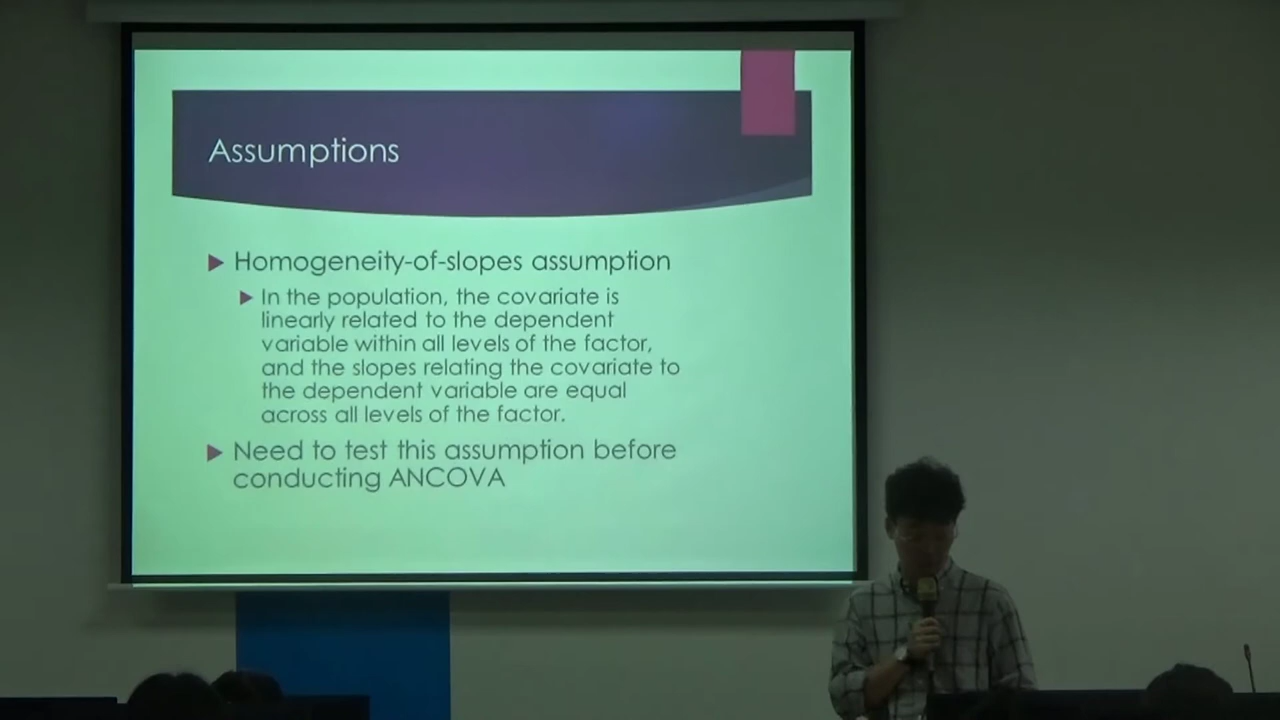 Assumptions
Homogeneity-of-slopes assumption
In the population, the covariate is
linearly related to the dependent
variable within all levels of the factor,
and the slopes relating the covariate to
the dependent variable are equal
across all levels of the factor.
Need to test this assumption before
conducting ANCOVA